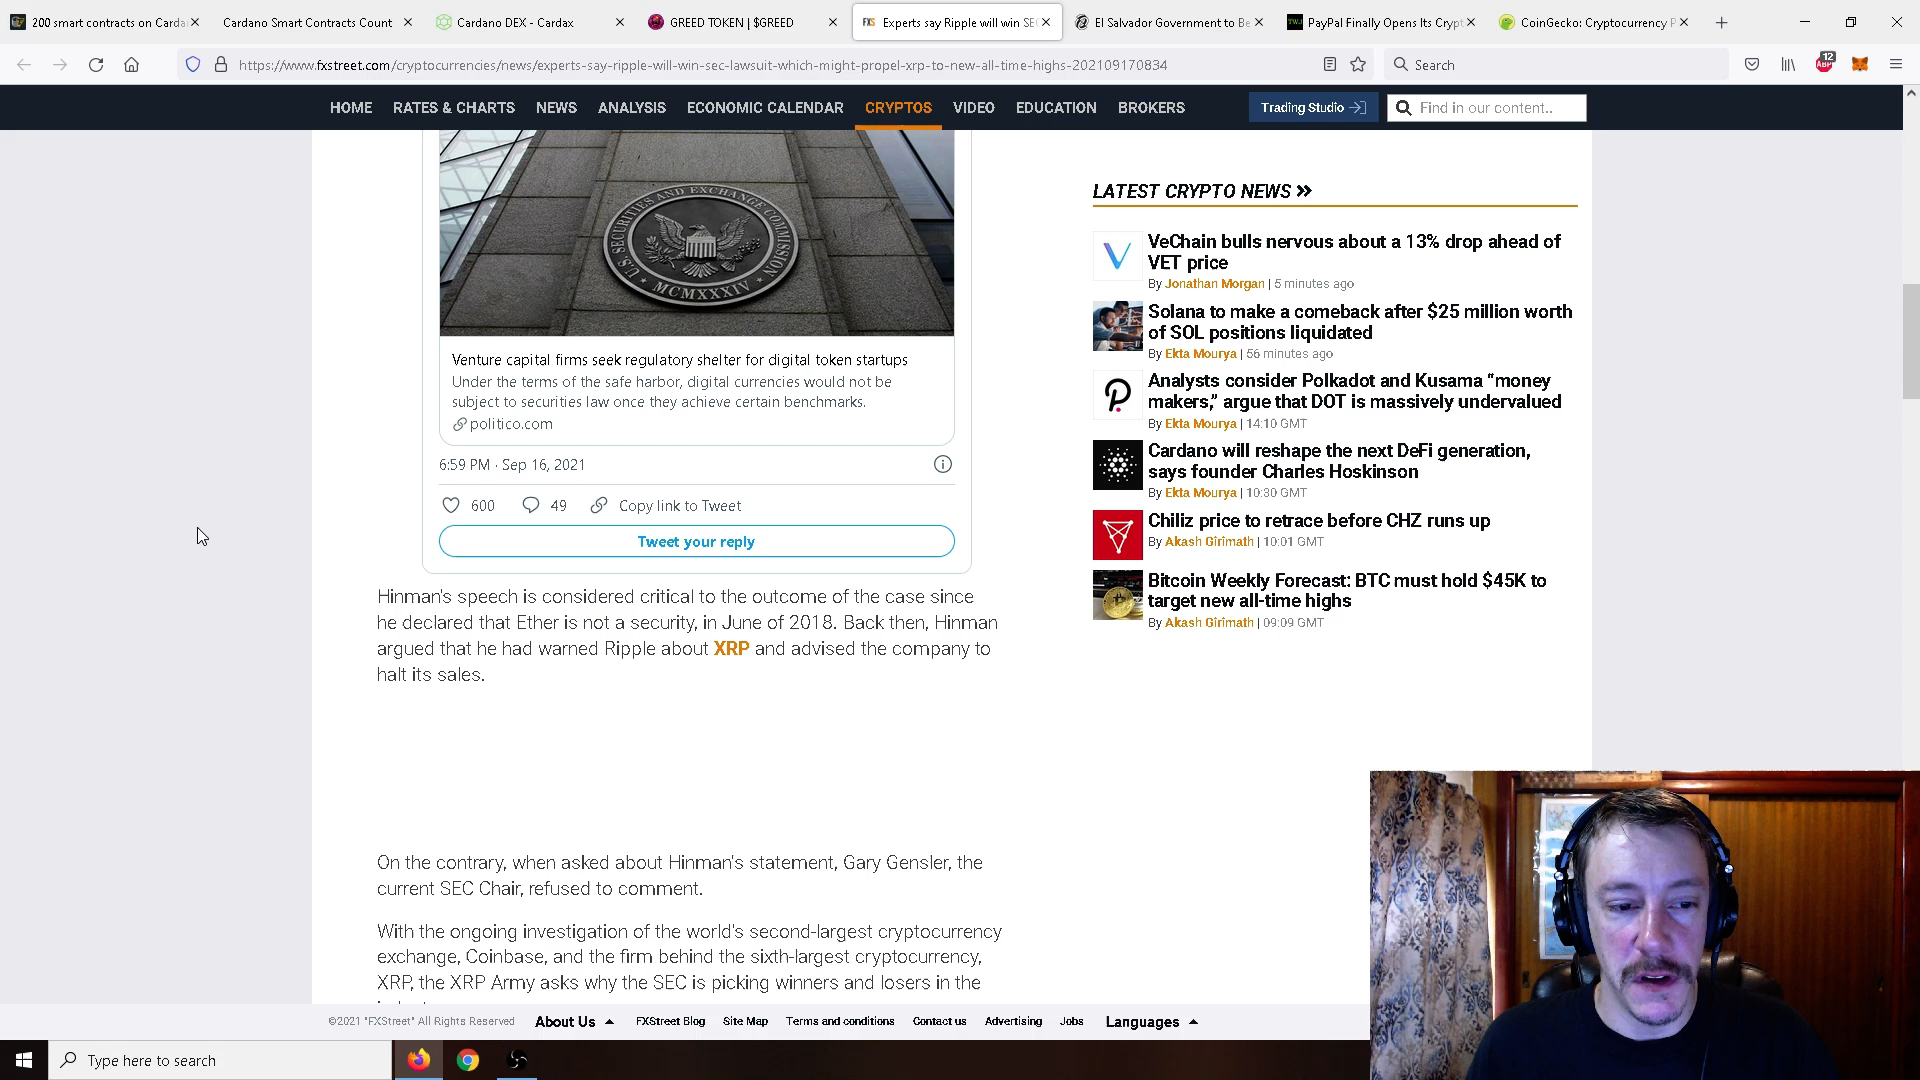 200 smart contracts on Carda
Cardano Smart Contracts Count
Cardano DEX - Cardax
GREED TOKEN | $GREED
Experts say Ripple will win SE
El Salvador Government to Be
PayPal Finally Opens Its Crypt
CoinGecko: Cryptocurrency P
https://www.fxstreet.com/cryptocurrencies/news/experts-say-ripple-will-win-sec-lawsuit-which-might-propel-xrp-to-new-all-time-highs-202109170834
Search
12
ABP
HOME
RATES & CHARTS
NEWS
ANALYSIS
ECONOMIC CALENDAR
CRYPTOS
VIDEO
EDUCATION
BROKERS
Trading Studio
Find in our content..
U.S. SECURITIES AND EXCHANGE COMMISSION
MCMXXXIV
Venture capital firms seek regulatory shelter for digital token startups
Under the terms of the safe harbor, digital currencies would not be
subject to securities law once they achieve certain benchmarks.
politico.com
6:59 PM · Sep 16, 2021
600
49
Copy link to Tweet
Tweet your reply
Hinman's speech is considered critical to the outcome of the case since
he declared that Ether is not a security, in June of 2018. Back then, Hinman
argued that he had warned Ripple about XRP and advised the company to
halt its sales.
On the contrary, when asked about Hinman's statement, Gary Gensler, the
current SEC Chair, refused to comment.
With the ongoing investigation of the world's second-largest cryptocurrency
exchange, Coinbase, and the firm behind the sixth-largest cryptocurrency,
XRP, the XRP Army asks why the SEC is picking winners and losers in the
LATEST CRYPTO NEWS
VeChain bulls nervous about a 13% drop ahead of
VET price
By Jonathan Morgan | 5 minutes ago
Solana to make a comeback after $25 million worth
of SOL positions liquidated
By Ekta Mourya | 56 minutes ago
Analysts consider Polkadot and Kusama “money
makers,” argue that DOT is massively undervalued
By Ekta Mourya | 14:10 GMT
Cardano will reshape the next DeFi generation,
says founder Charles Hoskinson
By Ekta Mourya | 10:30 GMT
Chiliz price to retrace before CHZ runs up
By Akash Girimath | 10:01 GMT
Bitcoin Weekly Forecast: BTC must hold $45K to
target new all-time highs
By Akash Girimath | 09:09 GMT
©2021 "FXStreet" All Rights Reserved
About Us
FXStreet Blog
Site Map
Terms and conditions
Contact us
Advertising
Jobs
Languages
Type here to search